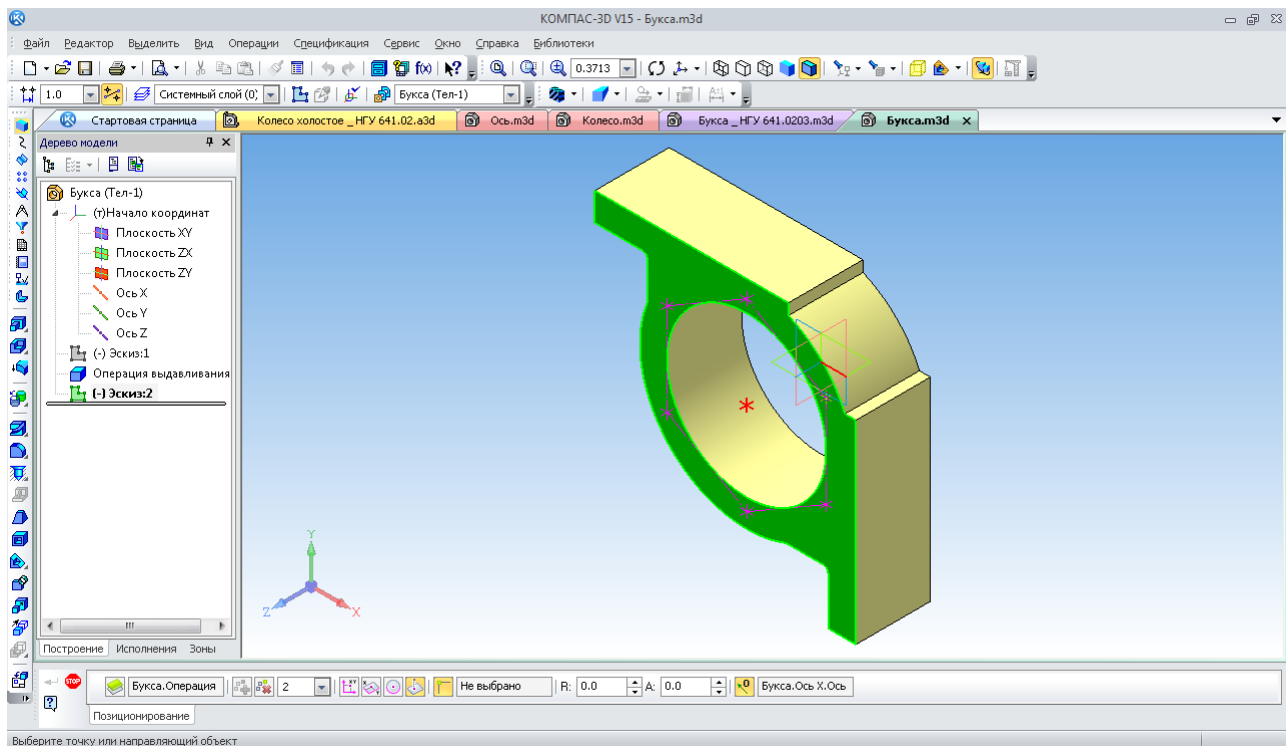 КОМПАС-3D V15 - Букса.m3d
Файл Редактор Выделить Вид Операции Спецификация Сервис Окно Справка Библиотеки
f(x) 0.3713
1.0 Системный слой (0; Букса (Тел-1)
Стартовая страница Колесо холостое _ НГУ 641.02.a3d Ось.m3d Колесо.m3d Букса _ НГУ 641.0203.m3d Букса.m3d
Дерево модели
Букса (Тел-1)
(т)Начало координат
Плоскость XY
Плоскость ZX
Плоскость ZY
Ось X
Ось Y
Ось Z
(-) Эскиз:1
Операция выдавливания
(-) Эскиз:2
Y
Z X
Построение Исполнения Зоны
STOP Букса.Операция 2 Не выбрано R: 0.0 A: 0.0 Букса.Ось X.Ось
Позиционирование
Выберите точку или направляющий объект